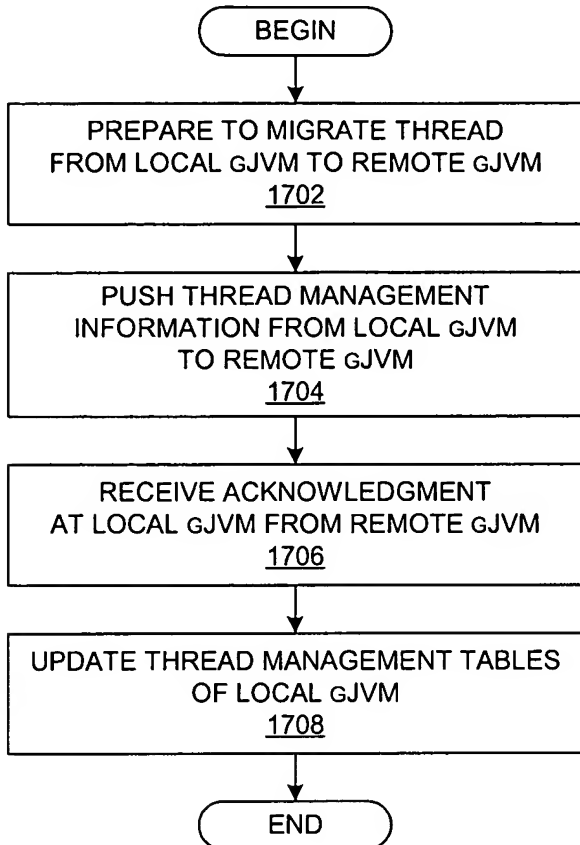 BEGIN
PREPARE TO MIGRATE THREAD
FROM LOCAL GJVM TO REMOTE GJVM
1702
PUSH THREAD MANAGEMENT
INFORMATION FROM LOCAL GJVM
TO REMOTE GJVM
1704
RECEIVE ACKNOWLEDGMENT
AT LOCAL GJVM FROM REMOTE GJVM
1706
UPDATE THREAD MANAGEMENT TABLES
OF LOCAL GJVM
1708
END